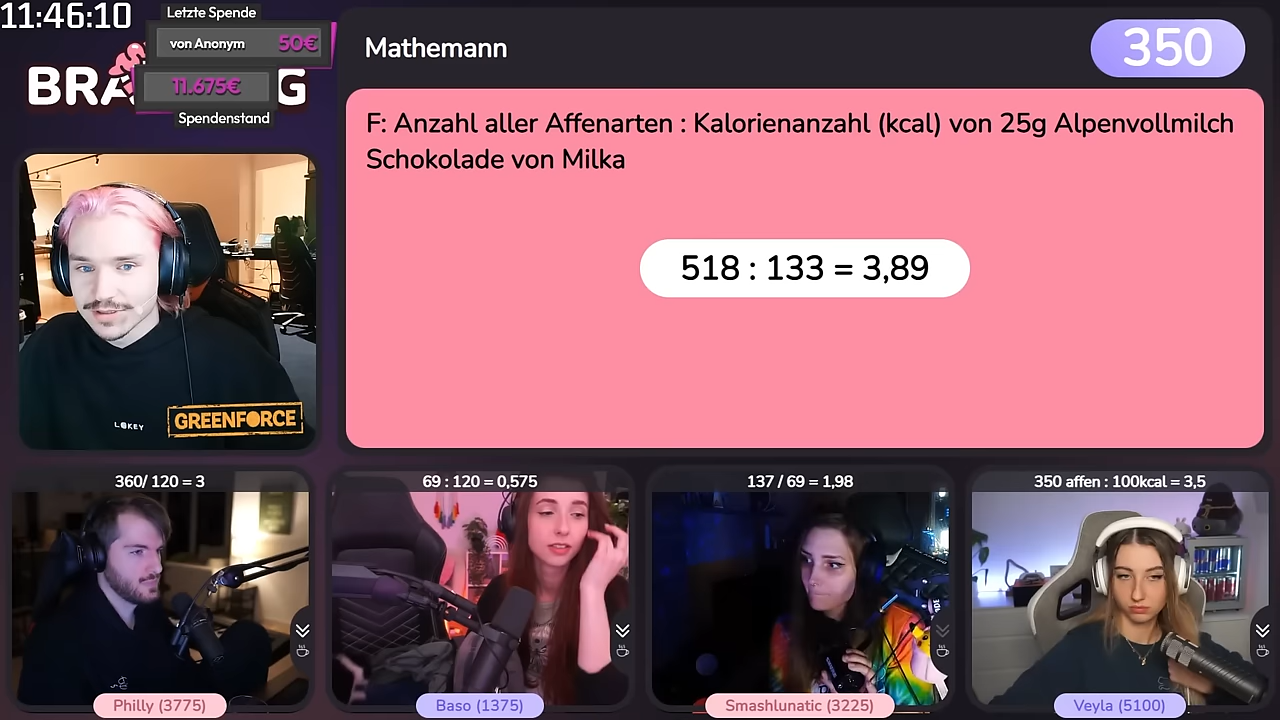 11:46:10
Letzte Spende
von Anonym 50€
11.675€
Spendenstand
BRA G
Mathemann
350
F: Anzahl aller Affenarten : Kalorienanzahl (kcal) von 25g Alpenvollmilch
Schokolade von Milka
518 : 133 = 3,89
LOKEY
GREENFORCE
360/ 120 = 3
69 : 120 = 0,575
137 / 69 = 1,98
350 affen : 100kcal = 3,5
Philly (3775)
Baso (1375)
Smashlunatic (3225)
Veyla (5100)